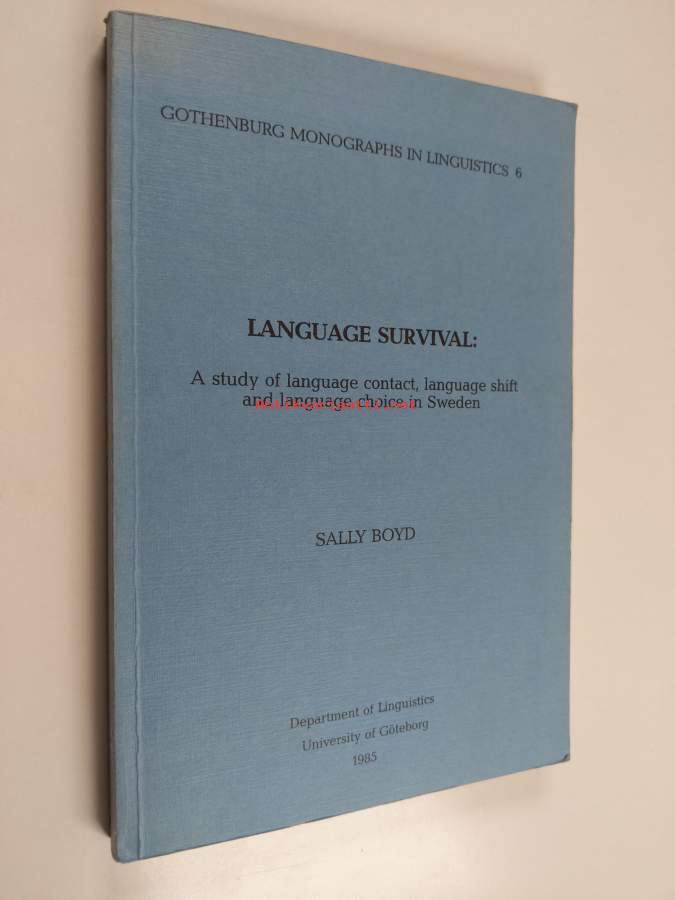 GOTHENBURG MONOGRAPHS IN LINGUISTICS 6
LANGUAGE SURVIVAL:
A study of language contact, language shift
and language choice in Sweden
SALLY BOYD
Department of Linguistics
University of Göteborg
1985